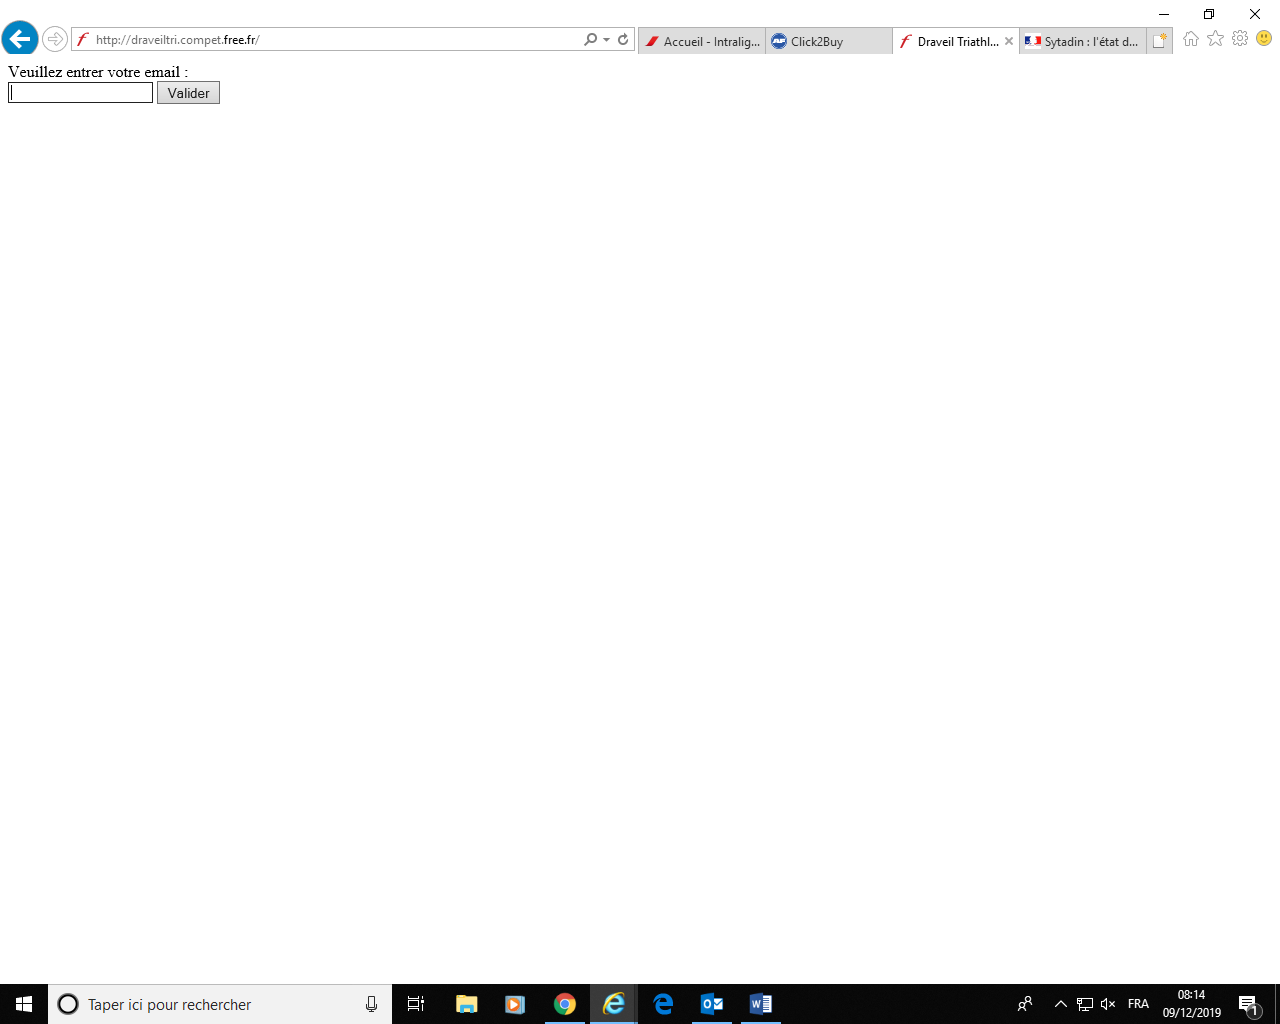 http://draveiltri.compet.free.fr/
Accueil - Intralig...
Click2Buy
Draveil Triathl...
Sytadin : l'état d...
Veuillez entrer votre email :
Valider
Taper ici pour rechercher
FRA
08:14
09/12/2019
1